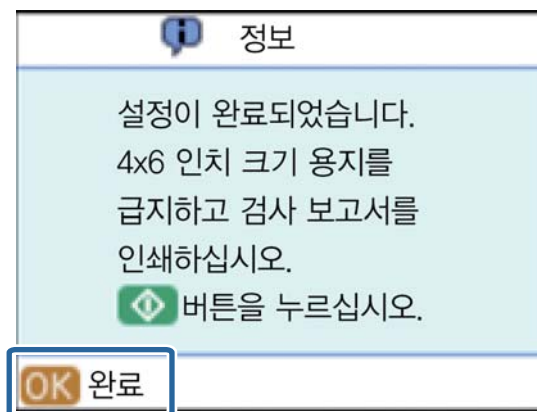 정보
설정이 완료되었습니다.
4x6 인치 크기 용지를
급지하고 검사 보고서를
인쇄하십시오.
버튼을 누르십시오.
OK 완료